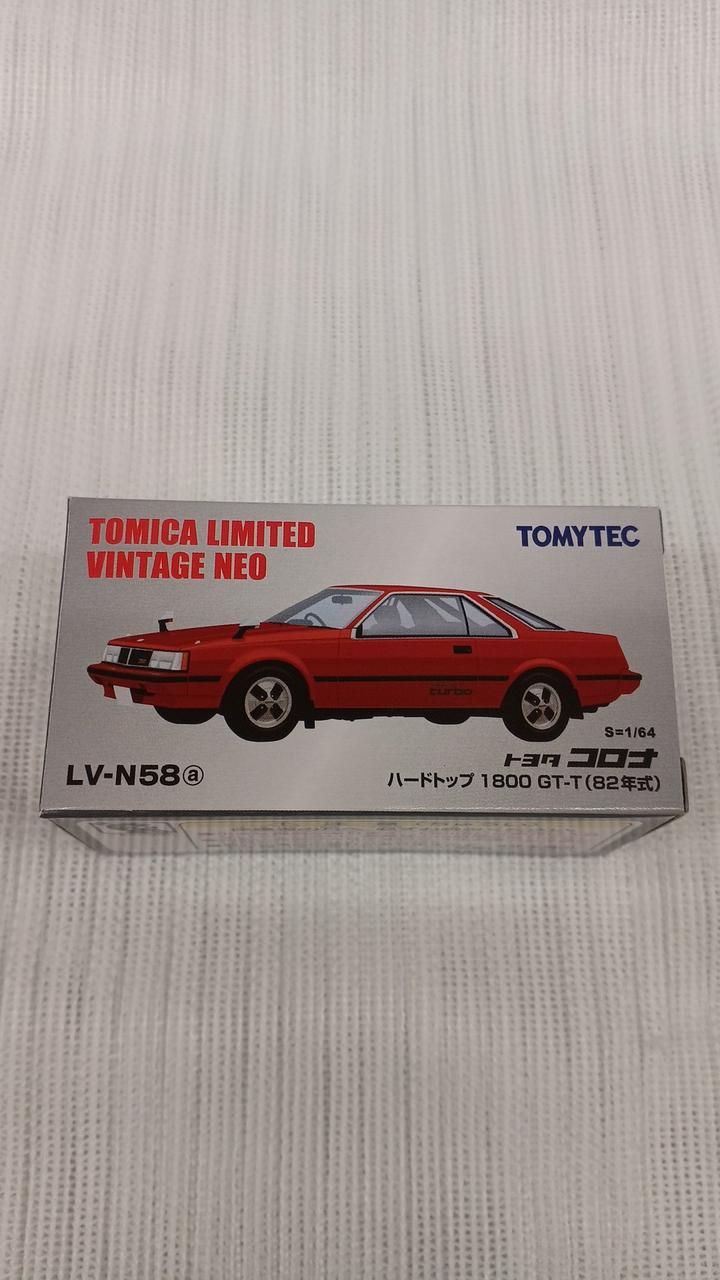 TOMICA LIMITED
VINTAGE NEO
TOMYTEC
turbo
S=1/64
トヨタ コロナ
LV-N58ⓐ
ハードトップ 1800 GT-T(82年式)